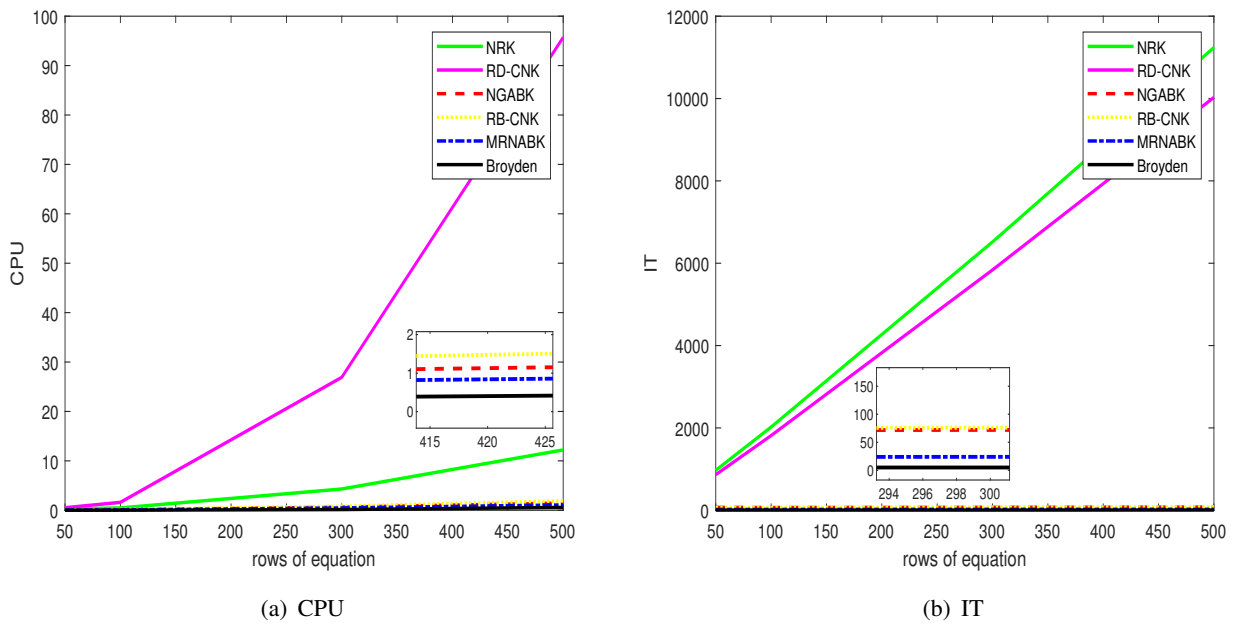 100
90
80
70
60
50
40
30
20
10
0
CPU
NRK
RD-CNK
NGABK
RB-CNK
MRNABK
Broyden
2
1
0
415 420 425
50 100 150 200 250 300 350 400 450 500
rows of equation
(a) CPU
12000
10000
8000
6000
4000
2000
0
IT
NRK
RD-CNK
NGABK
RB-CNK
MRNABK
Broyden
150
100
50
0
294 296 298 300
50 100 150 200 250 300 350 400 450 500
rows of equation
(b) IT